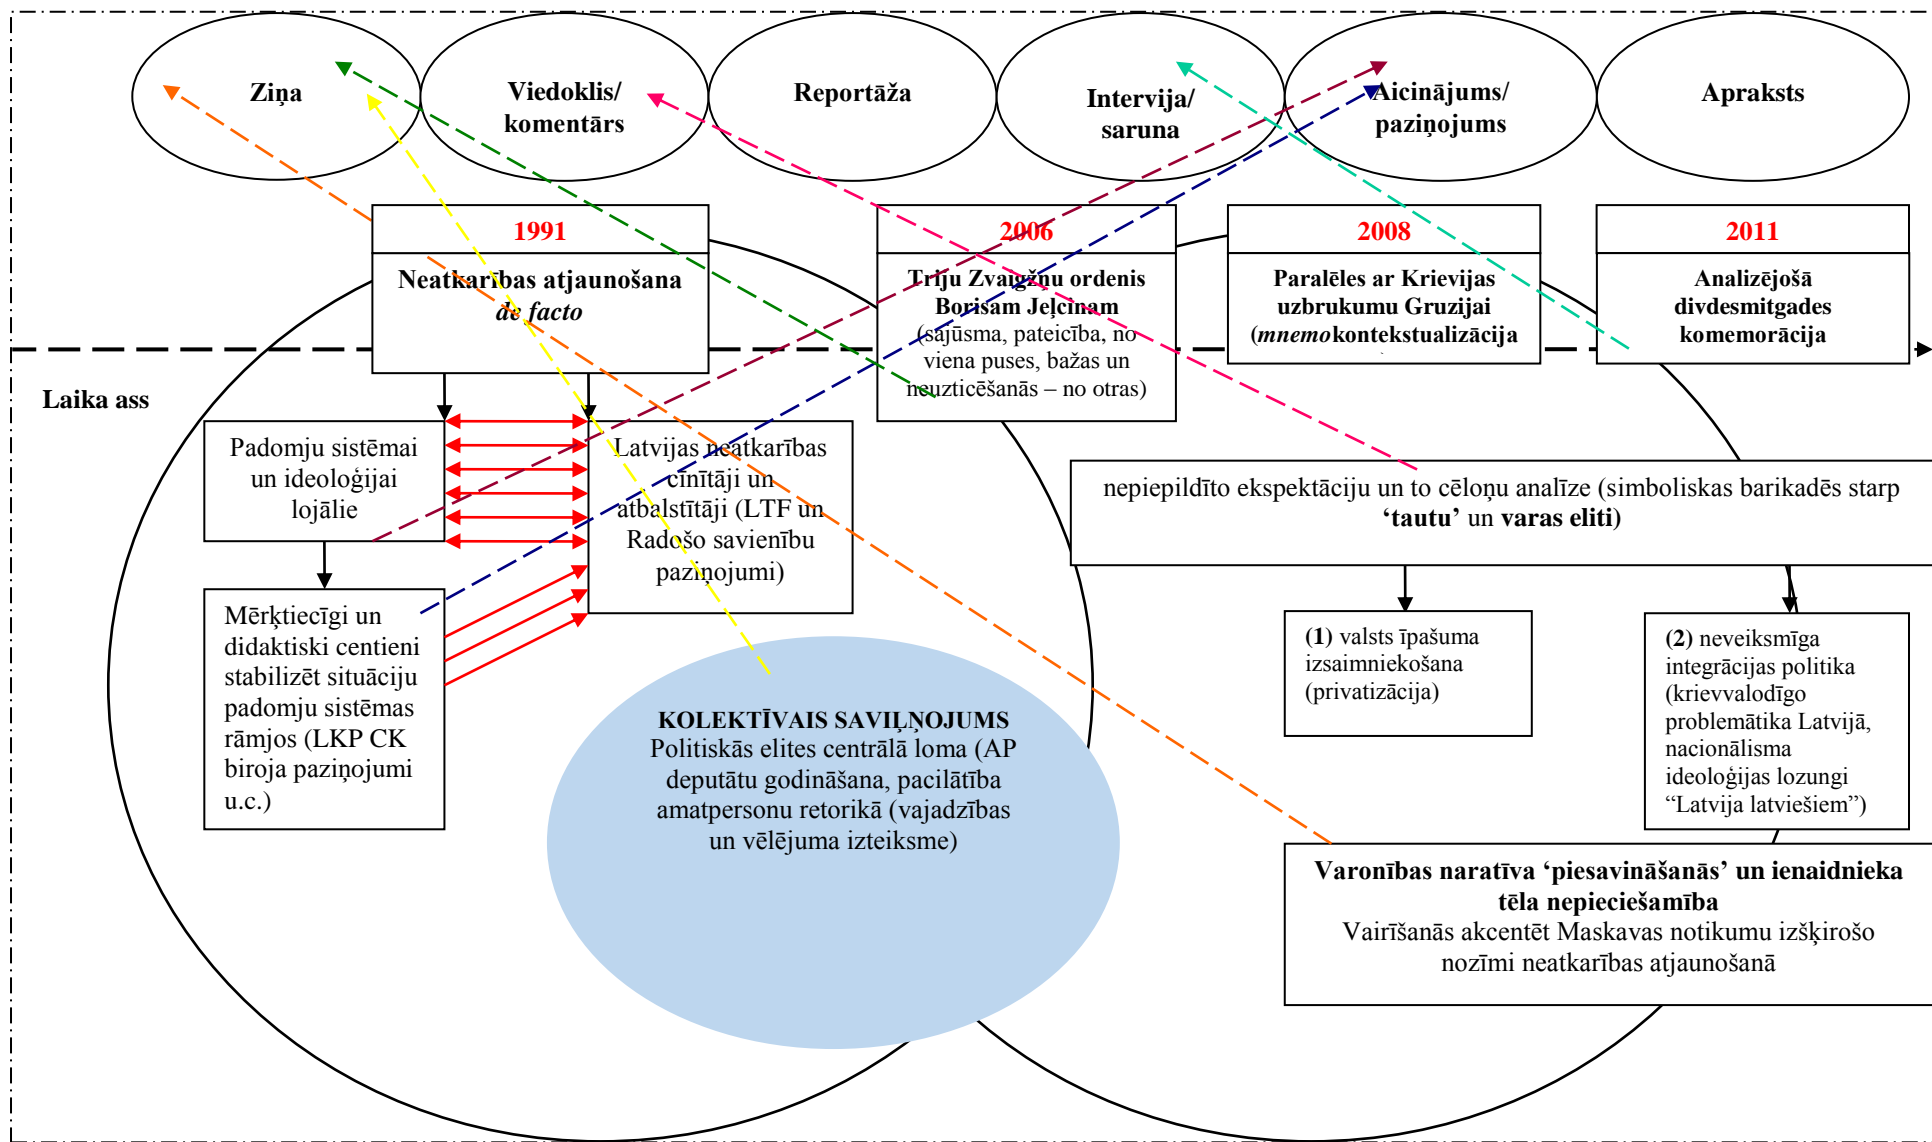 Ziņa
Viedoklis/
komentārs
Reportāža
Intervija/
saruna
Aicinājums/
paziņojums
Apraksts
1991
Neatkarības atjaunošana
de facto
2006
Triju Zvaigžņu ordenis
Borisam Jeļcinam
(sajūsma, pateicība, no
viena puses, bažas un
neuzticēšanās – no otras)
2008
Paralēles ar Krievijas
uzbrukumu Gruzijai
(mnemokontekstualizācija
2011
Analizējošā
divdesmitgades
komemorācija
Laika ass
Padomju sistēmai
un ideoloģijai
lojālie
Latvijas neatkarības
cīnītāji un
atbalstītāji (LTF un
Radošo savienību
paziņojumi)
nepiepildīto ekspektāciju un to cēloņu analīze (simboliskas barikadēs starp
‘tautu’ un varas eliti)
Mērķtiecīgi un
didaktiski centieni
stabilizēt situāciju
padomju sistēmas
rāmjos (LKP CK
biroja paziņojumi
u.c.)
(1) valsts īpašuma
izsaimniekošana
(privatizācija)
(2) neveiksmīga
integrācijas politika
(krievvalodīgo
problēmātika Latvijā,
nacionālisma
ideoloģijas lozungi
“Latvija latviešiem”)
KOLEKTĪVAIS SAVIĻŅOJUMS
Politiskās elites centrālā loma (AP
deputātu godināšana, pacilātība
amatpersonu retorikā (vajadzības
un vēlējuma izteiksme)
Varonības naratīva ‘piesavināšanās’ un ienaidnieka
tēla nepieciešamība
Vairīšanās akcentēt Maskavas notikumu izšķirošo
nozīmi neatkarības atjaunošanā